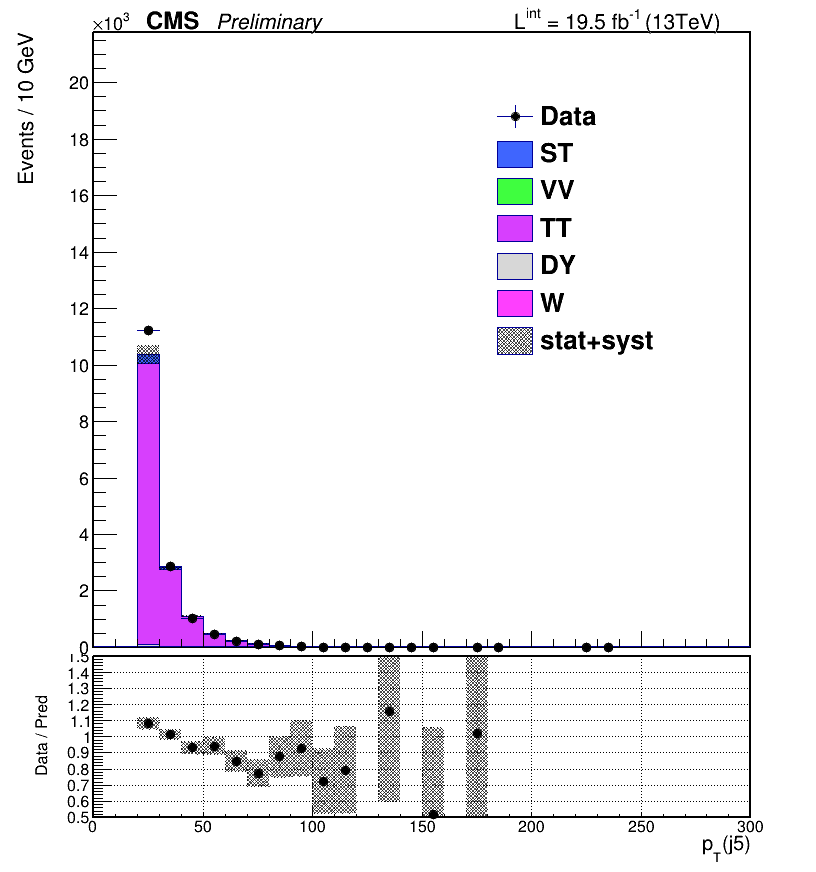 ×10³ CMS Preliminary L^int = 19.5 fb⁻¹ (13TeV)
Events / 10 GeV
20
18
16
14
12
10
8
6
4
2
0
Data
ST
VV
TT
DY
W
stat+syst
Data / Pred
1.5
1.4
1.3
1.2
1.1
1
0.9
0.8
0.7
0.6
0.5
0 50 100 150 200 250 300
p_T(j5)